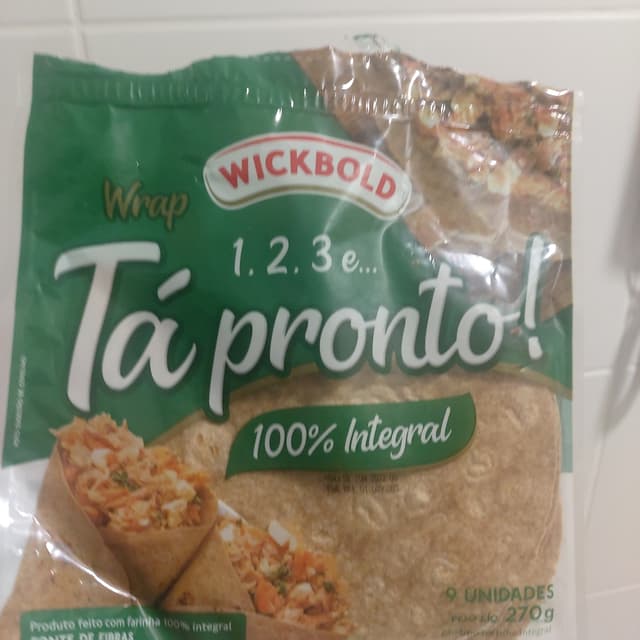 WICKBOLD
Wrap
1. 2. 3 e...
Tá pronto!
100% Integral
9 UNIDADES
270g
Produto feito com farinha 100% integral
FONTE DE FIBRAS